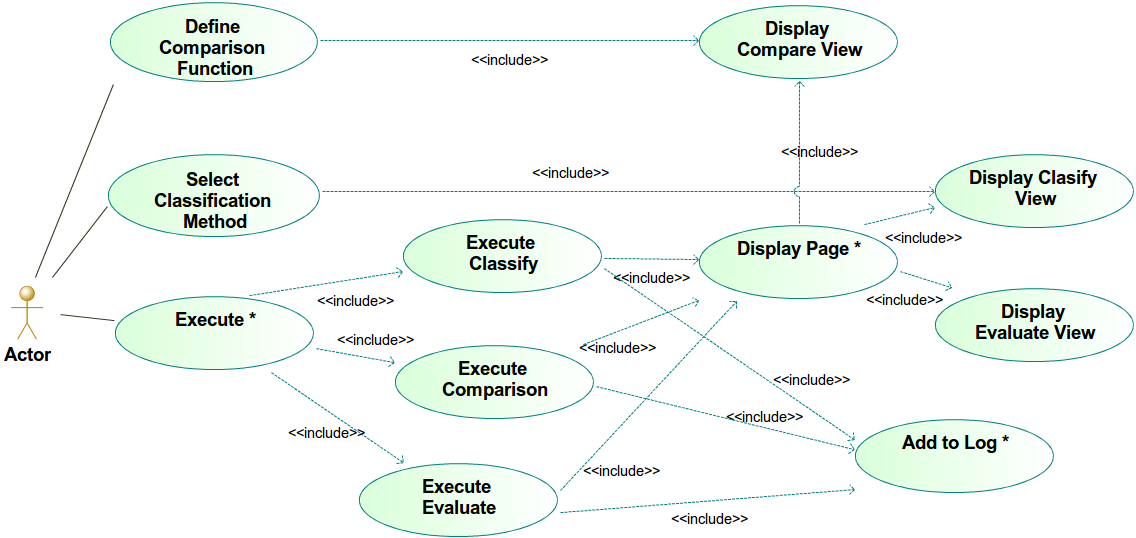 Define
Comparison
Function
<<include>>
Display
Compare View
<<include>>
Select
Classification
Method
<<include>>
Display Clasify
View
Execute
Classify
<<include>>
Display Page *
<<include>>
<<include>>
Execute *
<<include>>
<<include>>
Display
Evaluate View
Actor
<<include>>
Execute
Comparison
<<include>>
<<include>>
<<include>>
<<include>>
Add to Log *
Execute
Evaluate
<<include>>
<<include>>